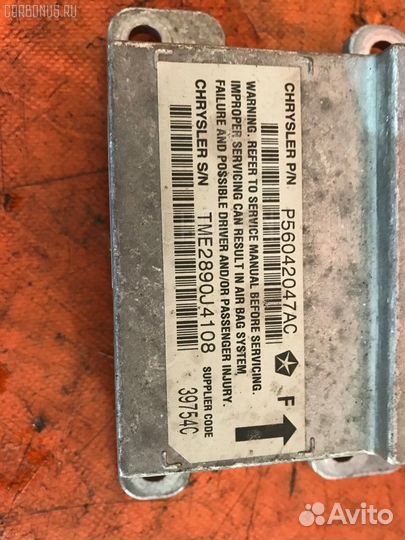 CARBONUS.RU
CHRYSLER P/N P56042047AC
WARNING. REFER TO SERVICE MANUAL BEFORE SERVICING.
IMPROPER SERVICING CAN RESULT IN AIR BAG SYSTEM
FAILURE AND POSSIBLE DRIVER AND/OR PASSENGER INJURY.
CHRYSLER S/N TME2890J4108 SUPPLIER CODE 39754C
F
Avito